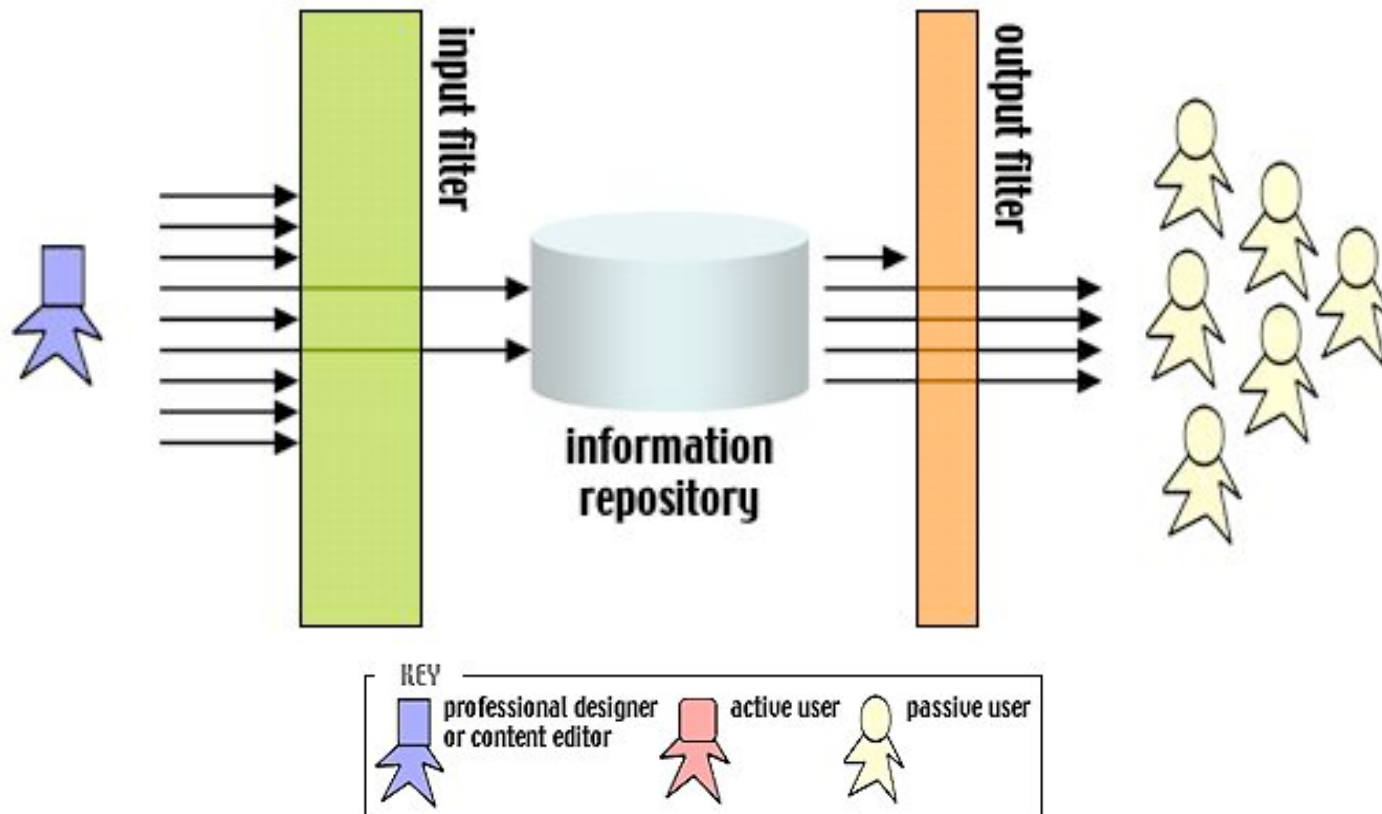 input filter
output filter
information
repository
KEY
professional designer
or content editor
active user
passive user